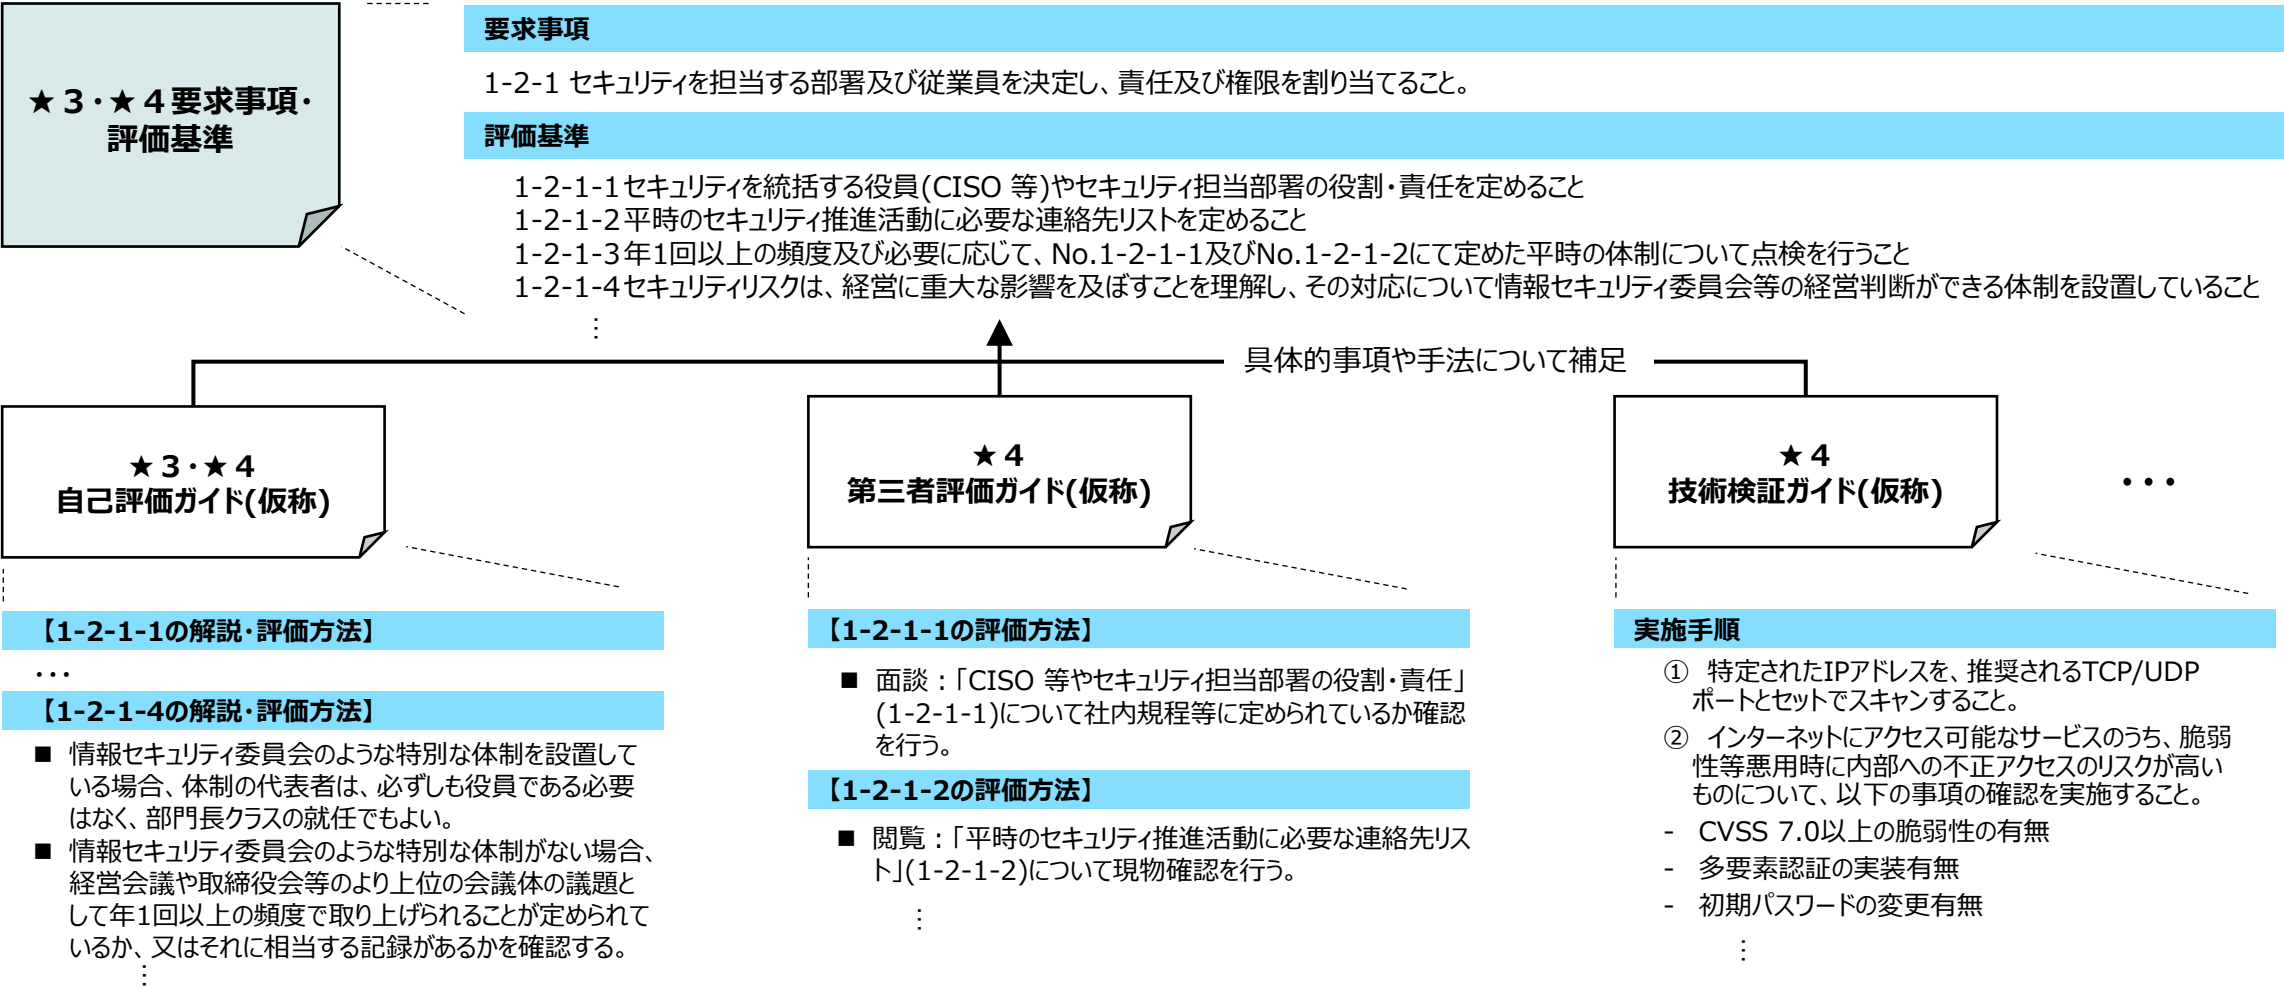 ★3・★4要求事項・
評価基準
要求事項
1-2-1 セキュリティを担当する部署及び従業員を決定し、責任及び権限を割り当てること。
評価基準
1-2-1-1セキュリティを統括する役員(CISO 等)やセキュリティ担当部署の役割・責任を定めること
1-2-1-2平時のセキュリティ推進活動に必要な連絡先リストを定めること
1-2-1-3年1回以上の頻度及び必要に応じて、No.1-2-1-1及びNo.1-2-1-2にて定めた平時の体制について点検を行うこと
1-2-1-4セキュリティリスクは、経営に重大な影響を及ぼすことを理解し、その対応について情報セキュリティ委員会等の経営判断ができる体制を設置していること
…
具体的事項や手法について補足
★3・★4
自己評価ガイド(仮称)
【1-2-1-1の解説・評価方法】
・・・
【1-2-1-4の解説・評価方法】
■ 情報セキュリティ委員会のような特別な体制を設置して
いる場合、体制の代表者は、必ずしも役員である必要
はなく、部門長クラスの就任でもよい。
■ 情報セキュリティ委員会のような特別な体制がない場合、
経営会議や取締役会等のより上位の会議体の議題と
して年1回以上の頻度で取り上げられることが定められて
いるか、又はそれに相当する記録があるかを確認する。
…
★4
第三者評価ガイド(仮称)
【1-2-1-1の評価方法】
■ 面談:「CISO 等やセキュリティ担当部署の役割・責任」
(1-2-1-1)について社内規程等に定められているか確認
を行う。
【1-2-1-2の評価方法】
■ 閲覧:「平時のセキュリティ推進活動に必要な連絡先リス
ト」(1-2-1-2)について現物確認を行う。
…
★4
技術検証ガイド(仮称)
・・・
実施手順
① 特定されたIPアドレスを、推奨されるTCP/UDP
ポートとセットでスキャンすること。
② インターネットにアクセス可能なサービスのうち、脆弱
性等悪用時に内部への不正アクセスのリスクが高い
ものについて、以下の事項の確認を実施すること。
- CVSS 7.0以上の脆弱性の有無
- 多要素認証の実装有無
- 初期パスワードの変更有無
…